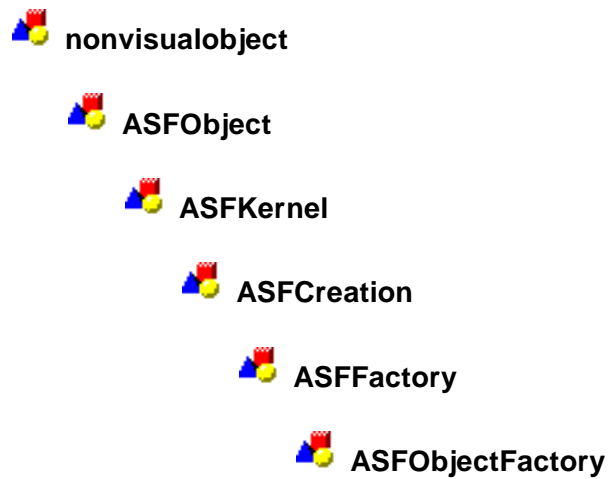 nonvisualobject
ASFObject
ASFKernel
ASFCreation
ASFFactory
ASFObjectFactory